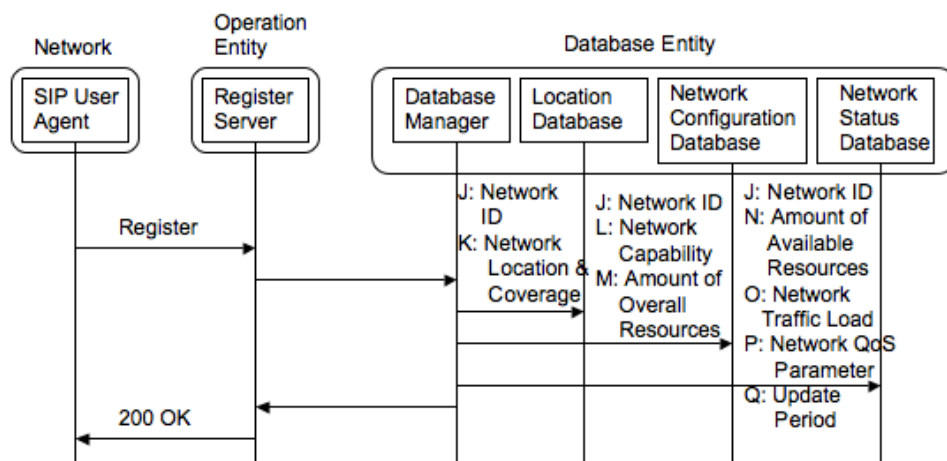 Network
Operation
Entity
Database Entity
SIP User
Agent
Register
Server
Database
Manager
Location
Database
Network
Configuration
Database
Network
Status
Database
J: Network
ID
K: Network
Location &
Coverage
J: Network ID
L: Network
Capability
M: Amount of
Overall
Resources
J: Network ID
N: Amount of
Available
Resources
O: Network
Traffic Load
P: Network QoS
Parameter
Q: Update
Period
Register
200 OK